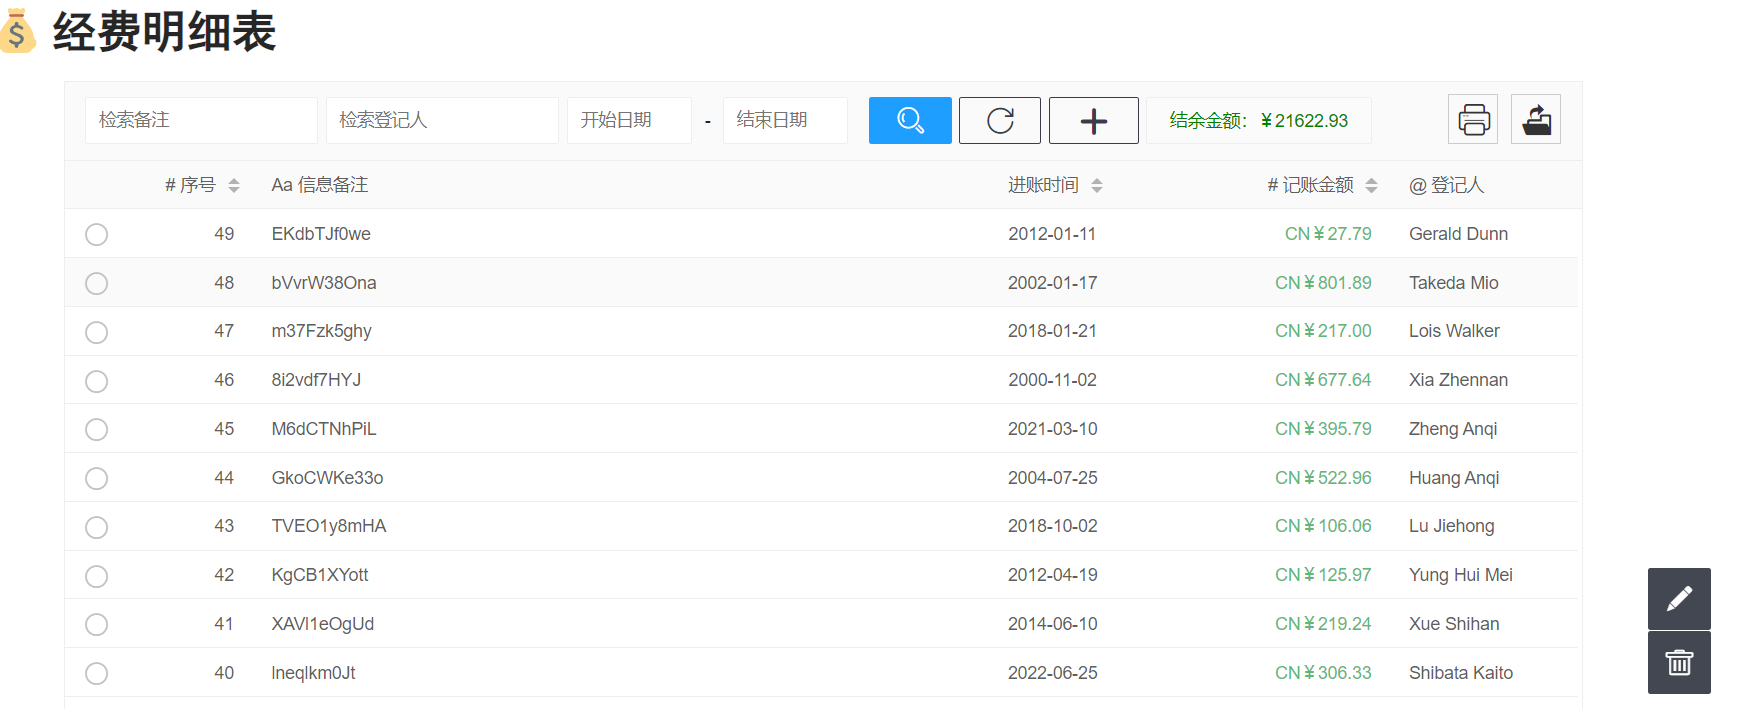 经费明细表
检索备注 检索登记人 开始日期 - 结束日期 结余金额: ¥21622.93
# 序号 Aa 信息备注 进账时间 # 记账金额 @ 登记人
49 EKdbTJf0we 2012-01-11 CN¥27.79 Gerald Dunn
48 bVvrW38Ona 2002-01-17 CN¥801.89 Takeda Mio
47 m37Fzk5ghy 2018-01-21 CN¥217.00 Lois Walker
46 8i2vdf7HYJ 2000-11-02 CN¥677.64 Xia Zhennan
45 M6dCTNhPiL 2021-03-10 CN¥395.79 Zheng Anqi
44 GkoCWKe33o 2004-07-25 CN¥522.96 Huang Anqi
43 TVEO1y8mHA 2018-10-02 CN¥106.06 Lu Jiehong
42 KgCB1XYott 2012-04-19 CN¥125.97 Yung Hui Mei
41 XAVl1eOgUd 2014-06-10 CN¥219.24 Xue Shihan
40 lneqlkm0Jt 2022-06-25 CN¥306.33 Shibata Kaito